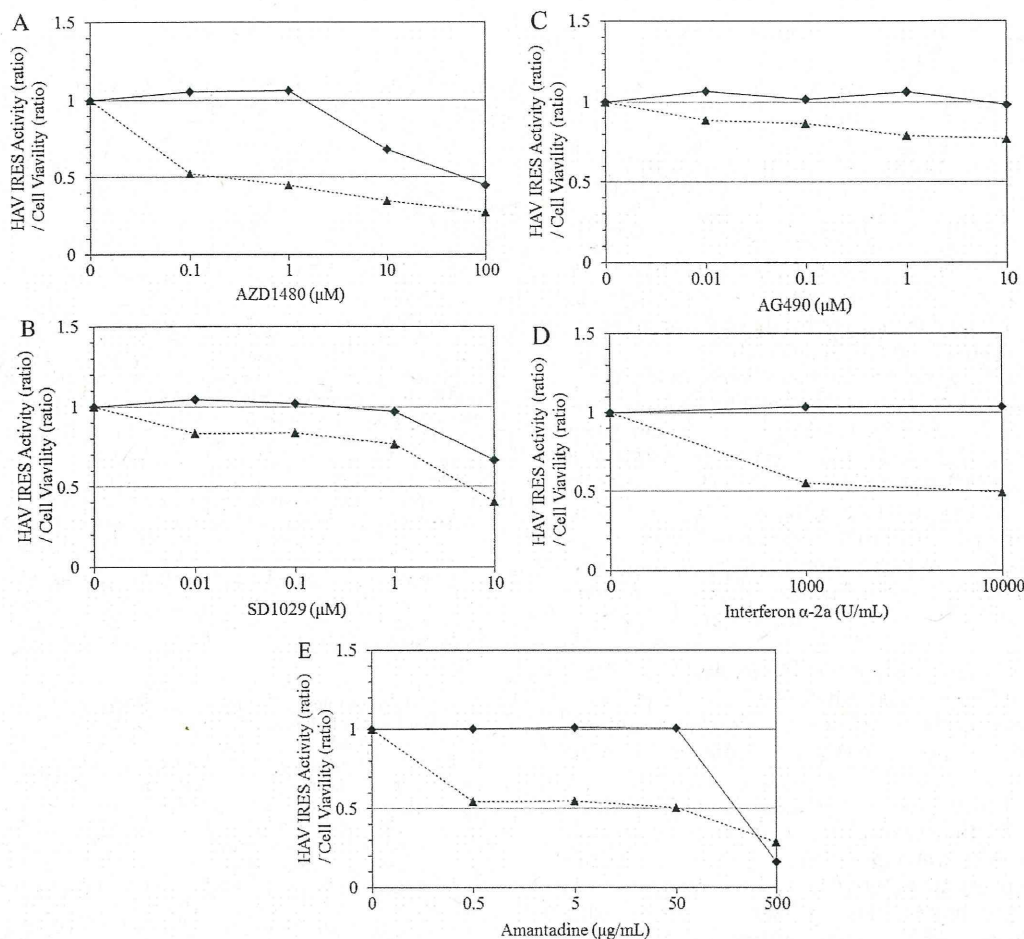 A
HAV IRES Activity (ratio)
/ Cell Viavility (ratio)
1.5
1
0.5
0
0
0.1
1
10
100
AZD1480 (μM)
C
HAV IRES Activity (ratio)
/ Cell Viavility (ratio)
1.5
1
0.5
0
0
0.01
0.1
1
10
AG490 (μM)
B
HAV IRES Activity (ratio)
/ Cell Viavility (ratio)
1.5
1
0.5
0
0
0.01
0.1
1
10
SD1029 (μM)
D
HAV IRES Activity (ratio)
/ Cell Viavility (ratio)
1.5
1
0.5
0
0
1000
10000
Interferon α-2a (U/mL)
E
HAV IRES Activity (ratio)
/ Cell Viavility (ratio)
1.5
1
0.5
0
0
0.5
5
50
500
Amantadine (μg/mL)